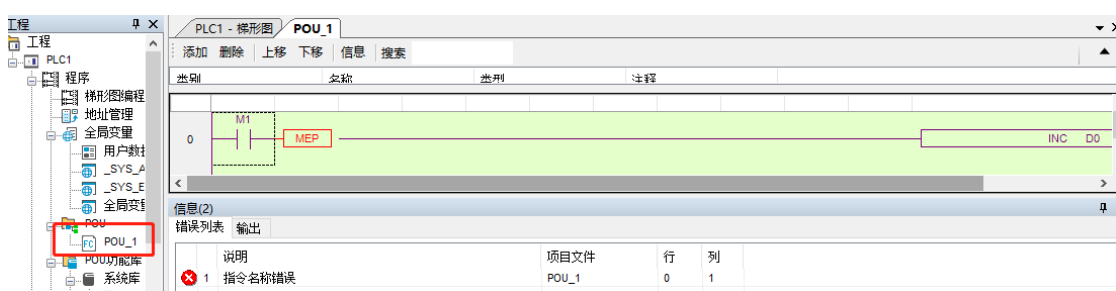 工程
工程
PLC1
程序
梯形图编程
地址管理
全局变量
用户数
_SYS_A
_SYS_E
全局变
POU
FC POU_1
POU功能库
系统库
PLC1 - 梯形图 POU_1
添加 删除 上移 下移 信息 搜索
类别 名称 类型 注释
M1
0 MEP INC D0
信息(2)
错误列表 输出
说明 项目文件 行 列
1 指令名称错误 POU_1 0 1